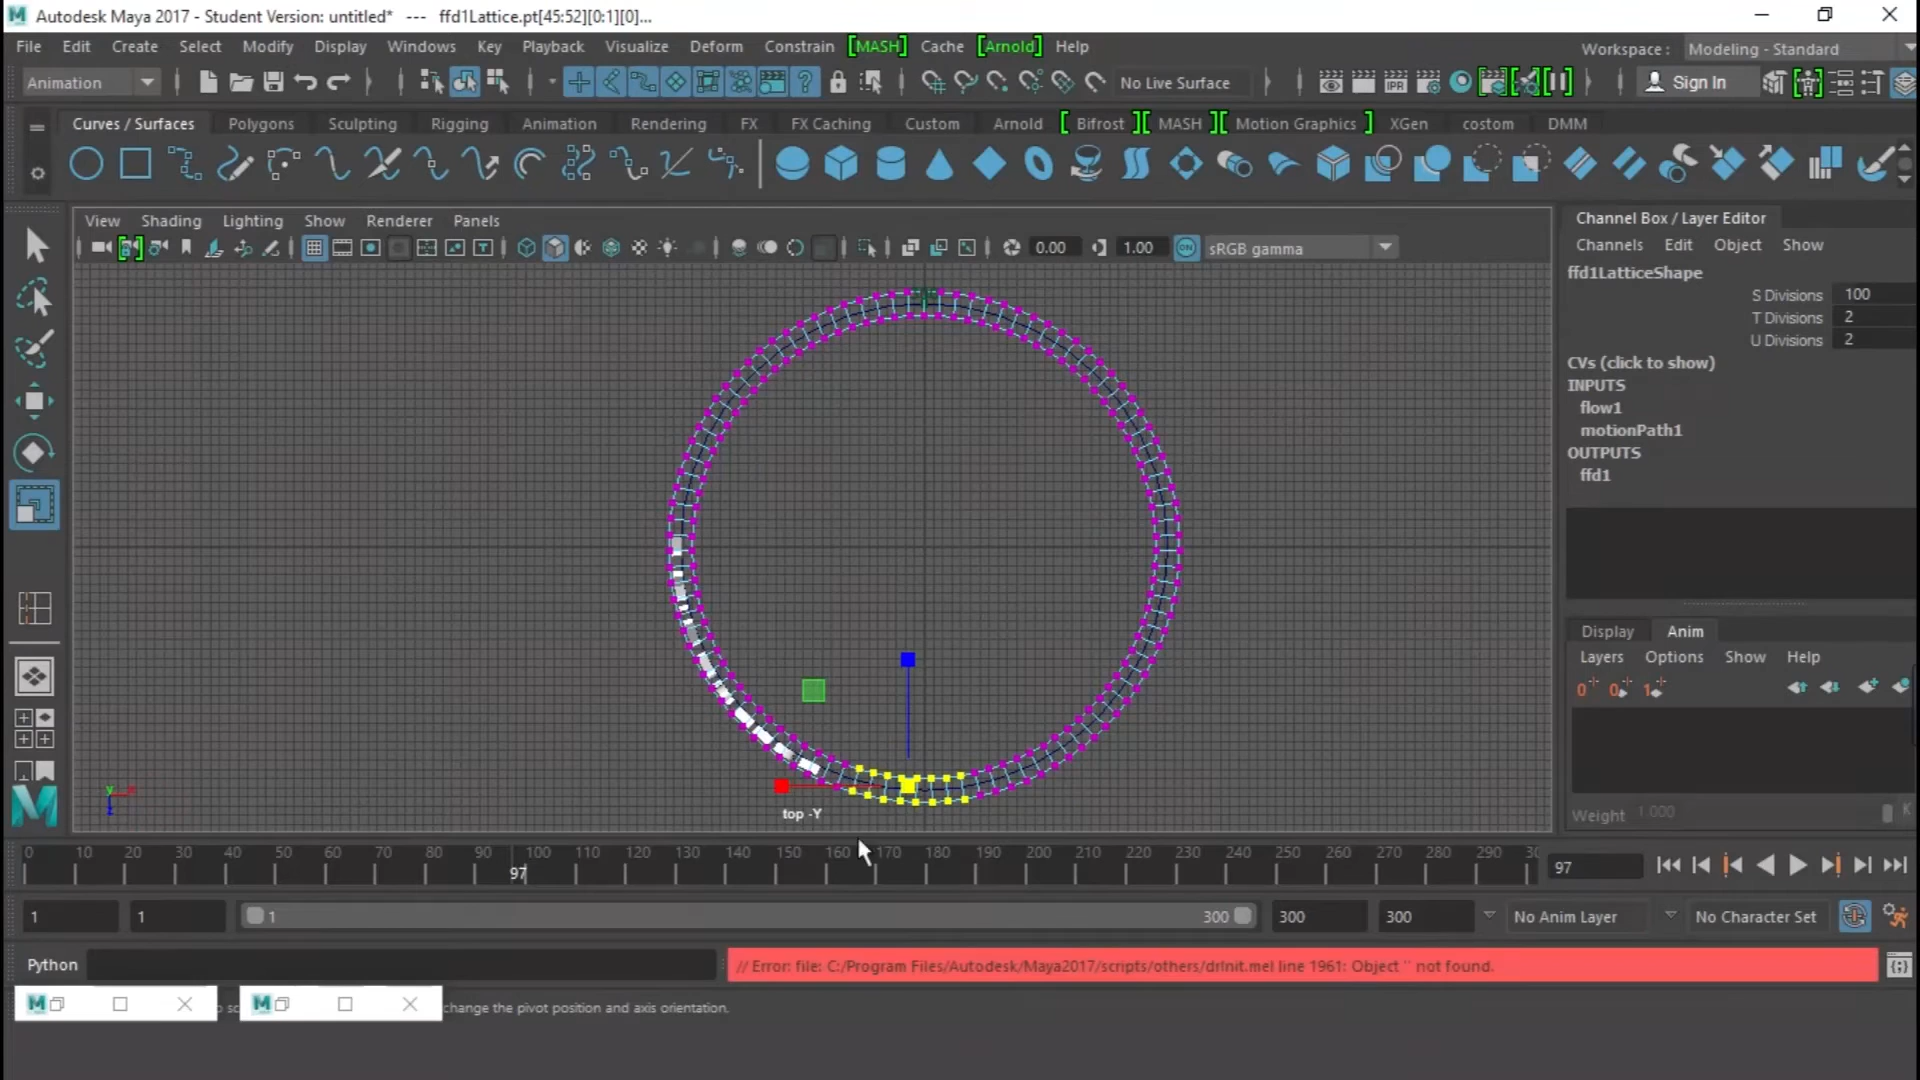 Autodesk Maya 2017 - Student Version: untitled*   ---   ffd1Lattice.pt[45:52][0:1][0]...
File Edit Create Select Modify Display Windows Key Playback Visualize Deform Constrain [MASH] Cache [Arnold] Help
Workspace : Modeling - Standard
Animation
No Live Surface
IPR
Sign In
Curves / Surfaces Polygons Sculpting Rigging Animation Rendering FX FX Caching Custom Arnold [ Bifrost ][ MASH ][ Motion Graphics ] XGen costom DMM
View Shading Lighting Show Renderer Panels
0.00 1.00 ON sRGB gamma
Channel Box / Layer Editor
Channels Edit Object Show
ffd1LatticeShape
S Divisions 100
T Divisions 2
U Divisions 2
CVs (click to show)
INPUTS
flow1
motionPath1
OUTPUTS
ffd1
Display Anim
Layers Options Show Help
0 0 1
Weight 1.000
top -Y
0 10 20 30 40 50 60 70 80 90 100 110 120 130 140 150 160 170 180 190 200 210 220 230 240 250 260 270 280 290
97
97
1 1 1 300 300 300 No Anim Layer No Character Set
Python
// Error: file: C:/Program Files/Autodesk/Maya2017/scripts/others/drInit.mel line 1961: Object '' not found.
change the pivot position and axis orientation.